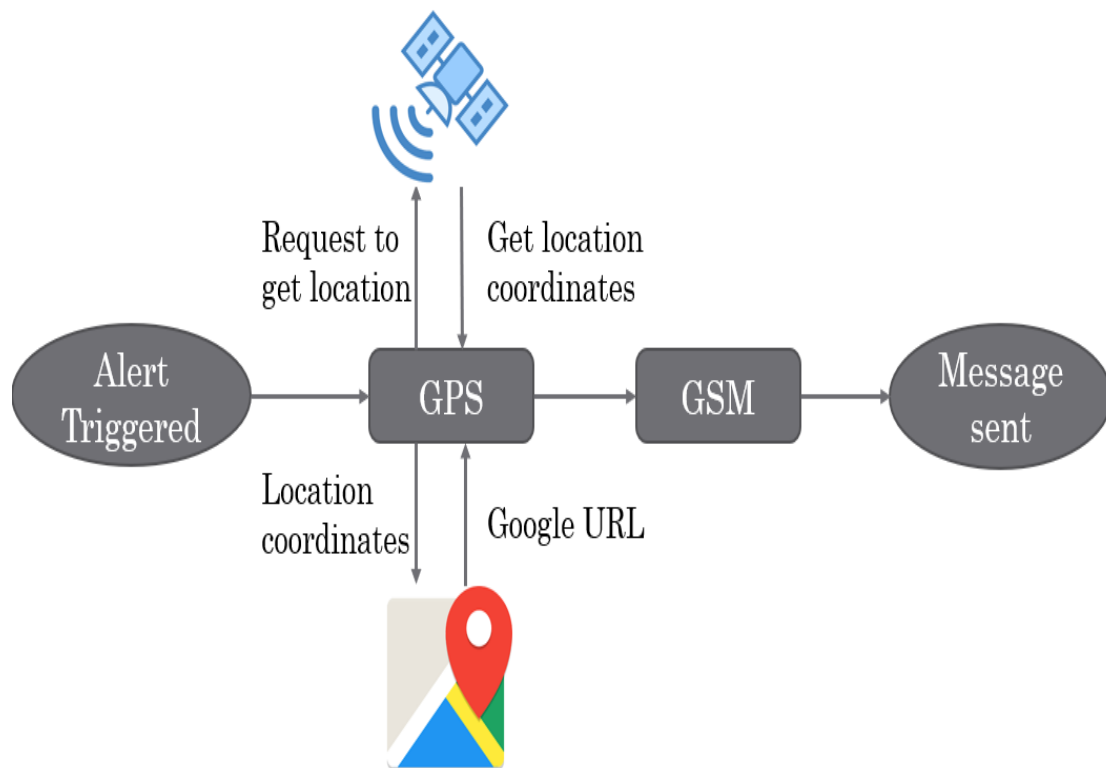 Request to
get location
Get location
coordinates
Alert
Triggered
GPS
GSM
Message
sent
Location
coordinates
Google URL